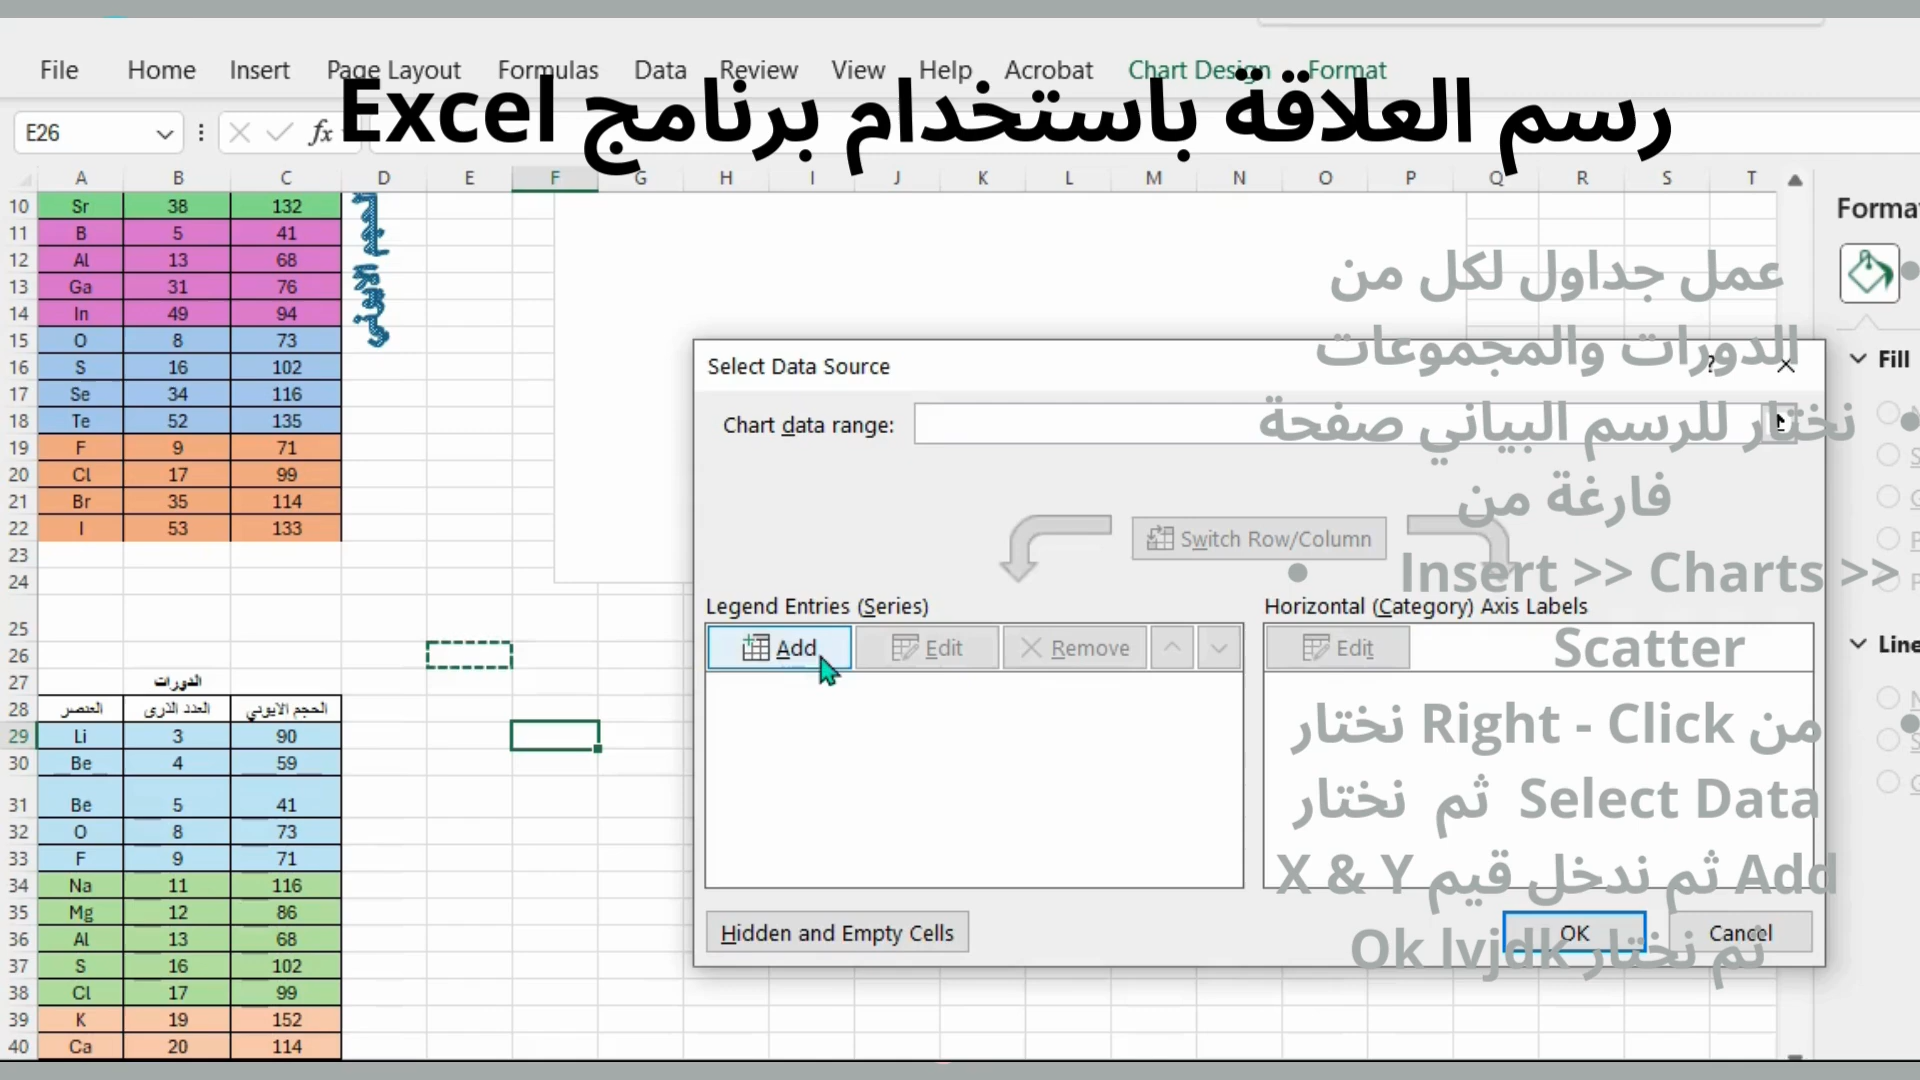 File Home Insert Page Layout Formulas Data Review View Help Acrobat Chart Design Format
رسم العلاقة باستخدام برنامج Excel
E26 fx
A B C D E F G H I J K L M N O P Q R S T
10 Sr 38 132
11 B 5 41
12 Al 13 68
13 Ga 31 76
14 In 49 94
15 O 8 73
16 S 16 102
17 Se 34 116
18 Te 52 135
19 F 9 71
20 Cl 17 99
21 Br 35 114
22 I 53 133
23
24
25
26
27 الدورات
28 العنصر العدد الذرى الحجم الايوني
29 Li 3 90
30 Be 4 59
31 Be 5 41
32 O 8 73
33 F 9 71
34 Na 11 116
35 Mg 12 86
36 Al 13 68
37 S 16 102
38 Cl 17 99
39 K 19 152
40 Ca 20 114
Select Data Source
?
Chart data range:
Switch Row/Column
Legend Entries (Series)
Add Edit Remove
Horizontal (Category) Axis Labels
Edit
Hidden and Empty Cells
OK Cancel
• عمل جداول لكل من
الدورات والمجموعات
• نختار للرسم البياني صفحة
فارغة من
• Insert >> Charts >>
Scatter
• من Right - Click نختار
Select Data ثم نختار
Add ثم ندخل قيم X & Y
ثم نختار Ok lvjdk
Forma
Fill
Line